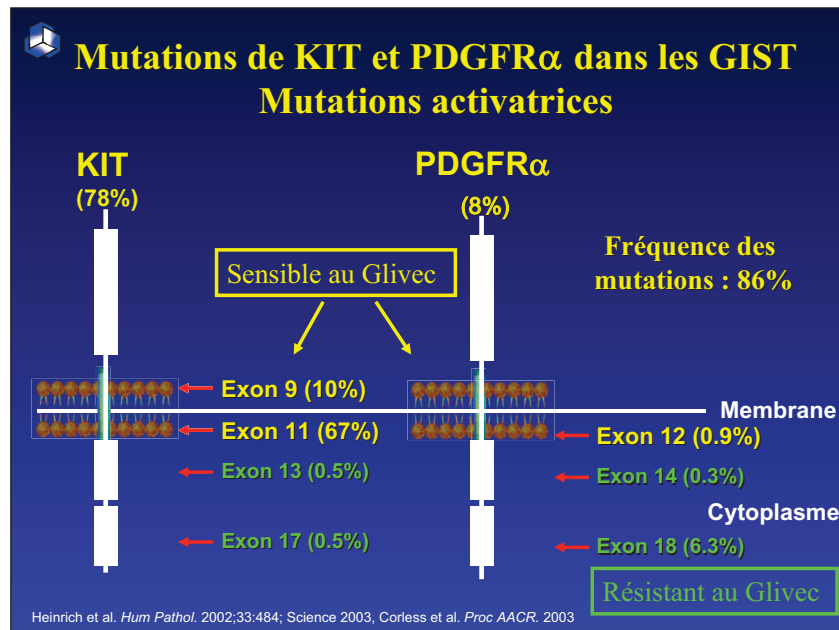 Mutations de KIT et PDGFRα dans les GIST
Mutations activatrices
KIT
(78%)
PDGFRα
(8%)
Fréquence des
mutations : 86%
Sensible au Glivec
Exon 9 (10%)
Membrane
Exon 11 (67%)
Exon 12 (0.9%)
Exon 13 (0.5%)
Exon 14 (0.3%)
Cytoplasme
Exon 17 (0.5%)
Exon 18 (6.3%)
Résistant au Glivec
Heinrich et al. Hum Pathol. 2002;33:484; Science 2003, Corless et al. Proc AACR. 2003